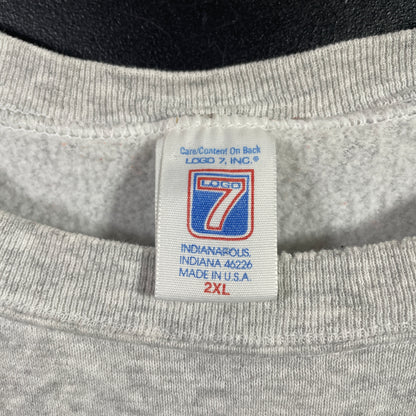 Care/Content On Back
LOGO 7, INC.®
LOGO
7
INDIANAPOLIS,
INDIANA 46226
MADE IN U.S.A.
2XL